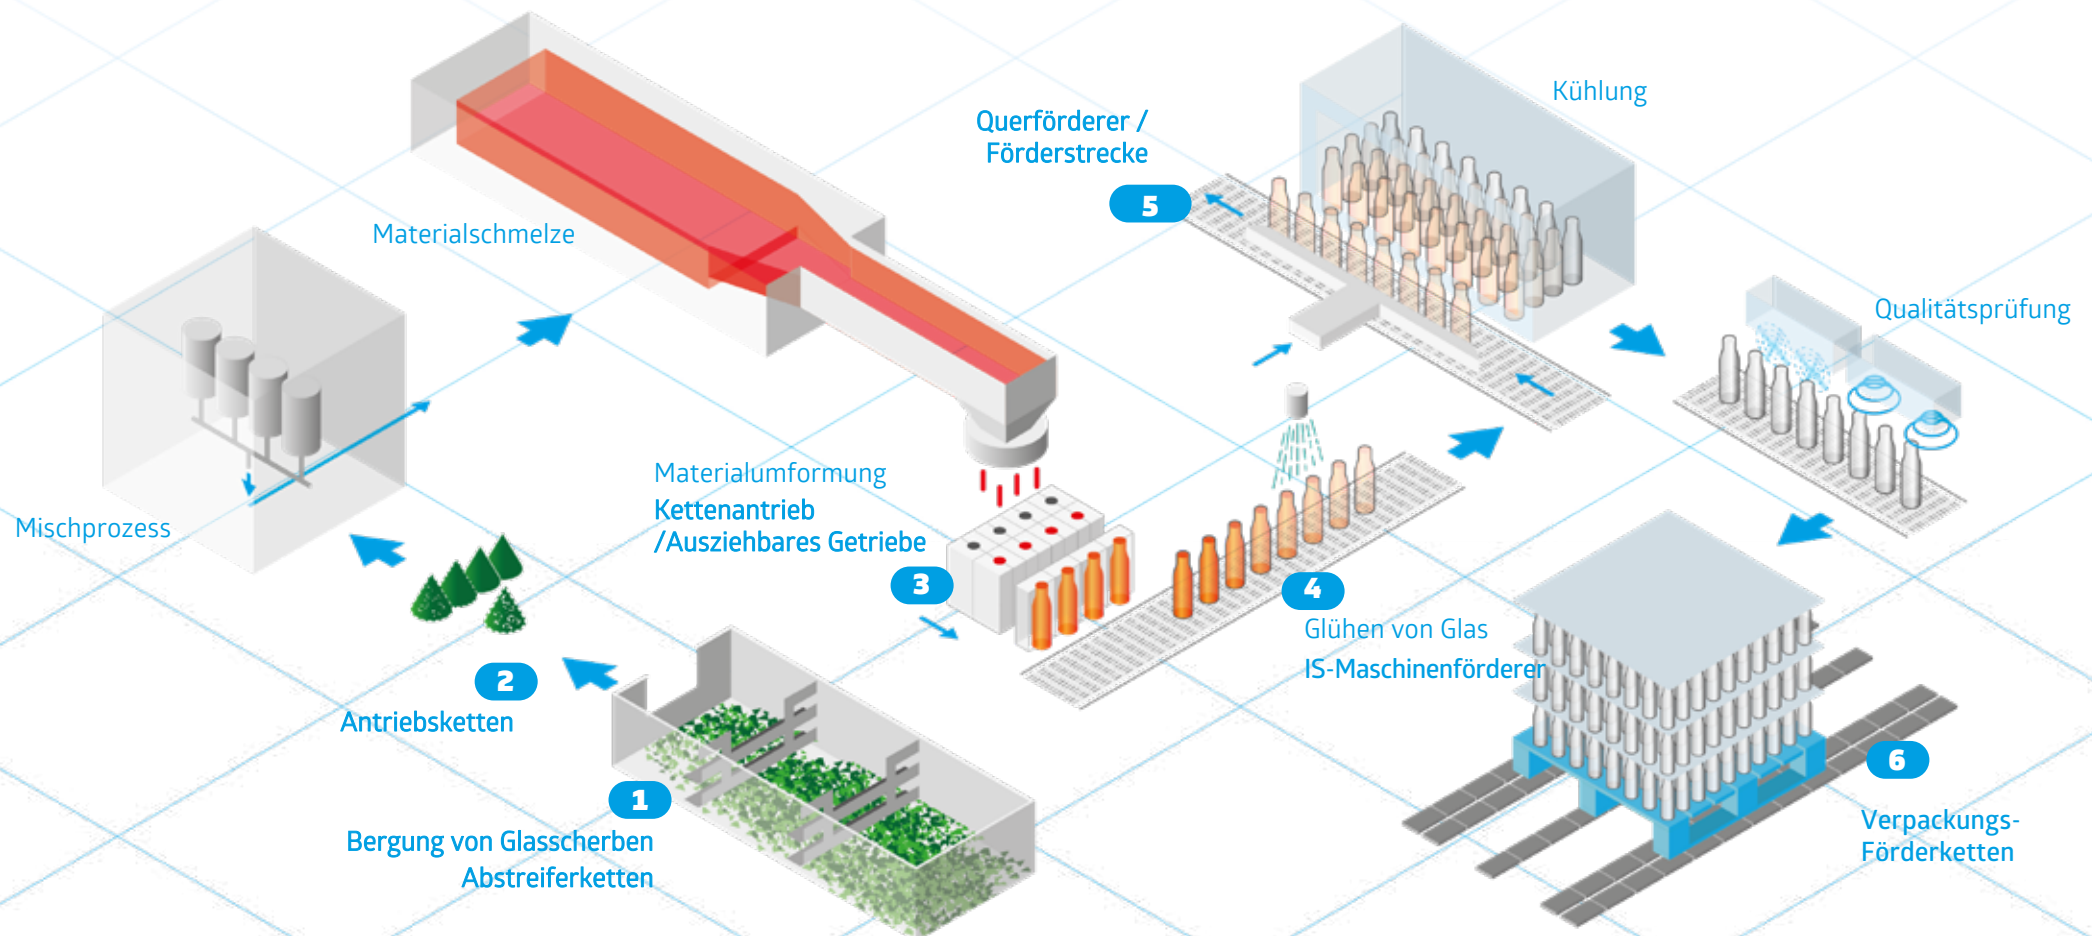 Kühlung
Querförderer /
Förderstrecke
5
Materialschmelze
Qualitätsprüfung
Materialumformung
Kettenantrieb
/Ausziehbares Getriebe
3
Mischprozess
4
Glühen von Glas
IS-Maschinenförderer
2
Antriebsketten
1
Bergung von Glasscherben
Abstreiferketten
6
Verpackungs-
Förderketten